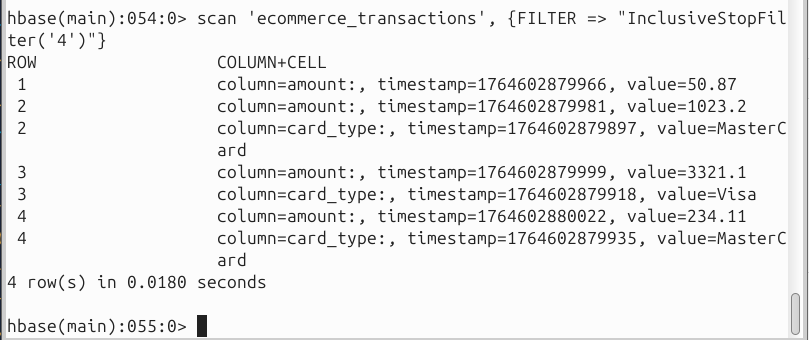 hbase(main):054:0> scan 'ecommerce_transactions', {FILTER => "InclusiveStopFil
ter('4')"}
ROW                   COLUMN+CELL
 1                    column=amount:, timestamp=1764602879966, value=50.87
 2                    column=amount:, timestamp=1764602879981, value=1023.2
 2                    column=card_type:, timestamp=1764602879897, value=MasterC
                      ard
 3                    column=amount:, timestamp=1764602879999, value=3321.1
 3                    column=card_type:, timestamp=1764602879918, value=Visa
 4                    column=amount:, timestamp=1764602880022, value=234.11
 4                    column=card_type:, timestamp=1764602879935, value=MasterC
                      ard
4 row(s) in 0.0180 seconds

hbase(main):055:0>